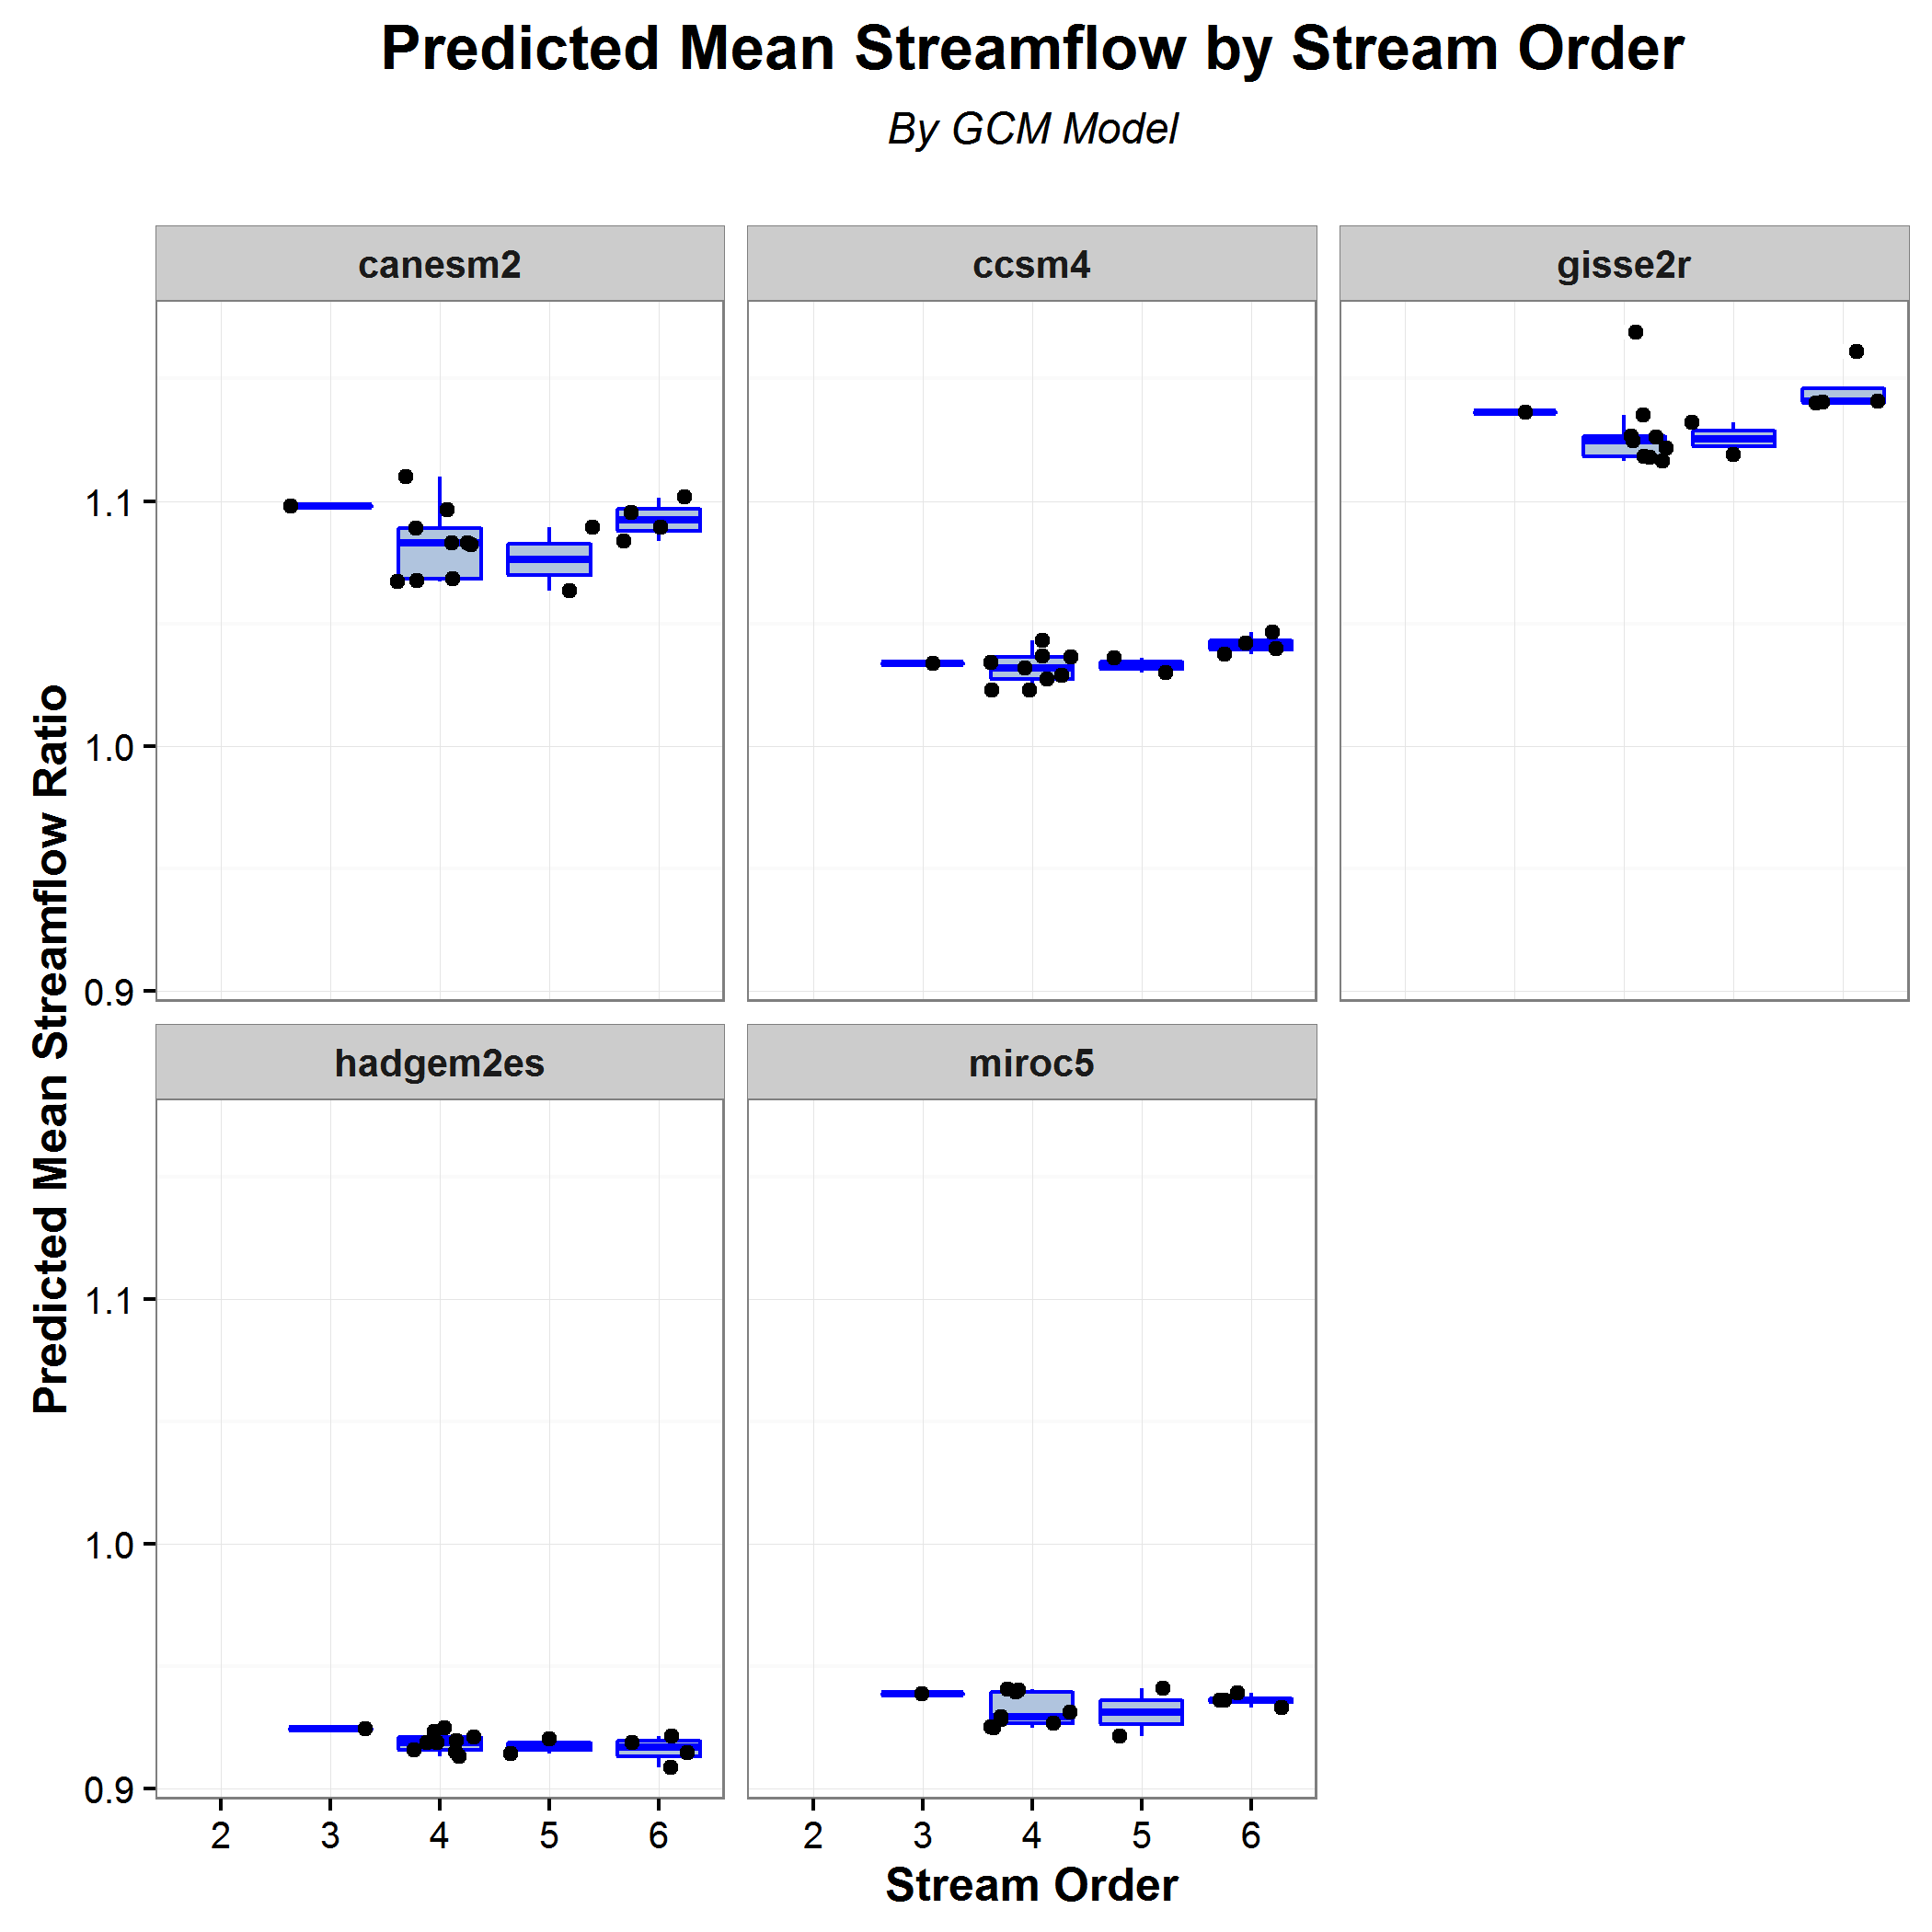 Predicted Mean Streamflow by Stream Order
By GCM Model
canesm2
ccsm4
gisse2r
Predicted Mean Streamflow Ratio
1.1
1.0
0.9
hadgem2es
miroc5
1.1
1.0
0.9
2 3 4 5 6
2 3 4 5 6
Stream Order